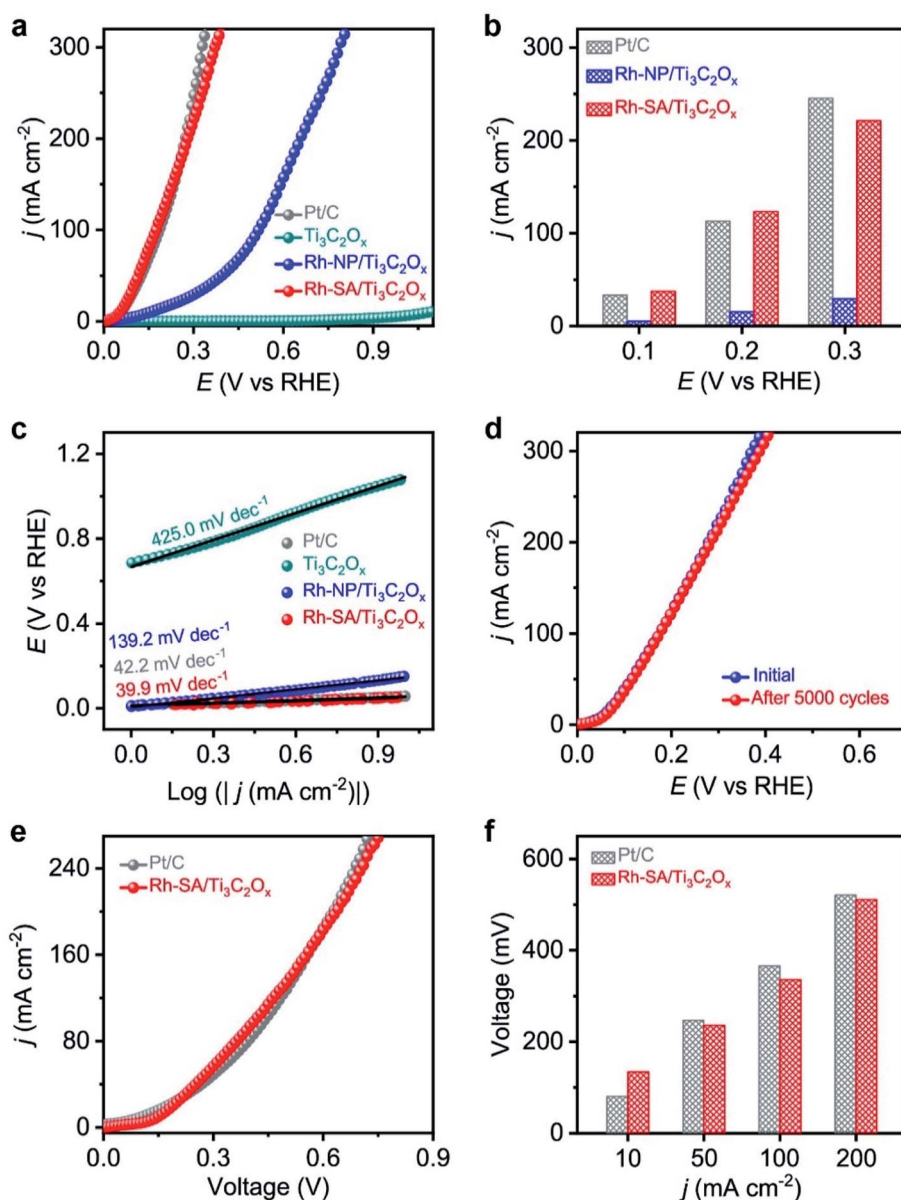 a
300
200
100
0
j (mA cm⁻²)
Pt/C
Ti₃C₂Oₓ
Rh-NP/Ti₃C₂Oₓ
Rh-SA/Ti₃C₂Oₓ
0.0 0.3 0.6 0.9
E (V vs RHE)
b
300
200
100
0
j (mA cm⁻²)
Pt/C
Rh-NP/Ti₃C₂Oₓ
Rh-SA/Ti₃C₂Oₓ
0.1 0.2 0.3
E (V vs RHE)
c
1.2
0.8
0.4
0.0
E (V vs RHE)
425.0 mV dec⁻¹
Pt/C
Ti₃C₂Oₓ
Rh-NP/Ti₃C₂Oₓ
Rh-SA/Ti₃C₂Oₓ
139.2 mV dec⁻¹
42.2 mV dec⁻¹
39.9 mV dec⁻¹
0.0 0.3 0.6 0.9
Log (| j (mA cm⁻²)|)
d
300
200
100
0
j (mA cm⁻²)
Initial
After 5000 cycles
0.0 0.2 0.4 0.6
E (V vs RHE)
e
240
160
80
0
j (mA cm⁻²)
Pt/C
Rh-SA/Ti₃C₂Oₓ
0.0 0.3 0.6 0.9
Voltage (V)
f
600
400
200
0
Voltage (mV)
Pt/C
Rh-SA/Ti₃C₂Oₓ
10 50 100 200
j (mA cm⁻²)